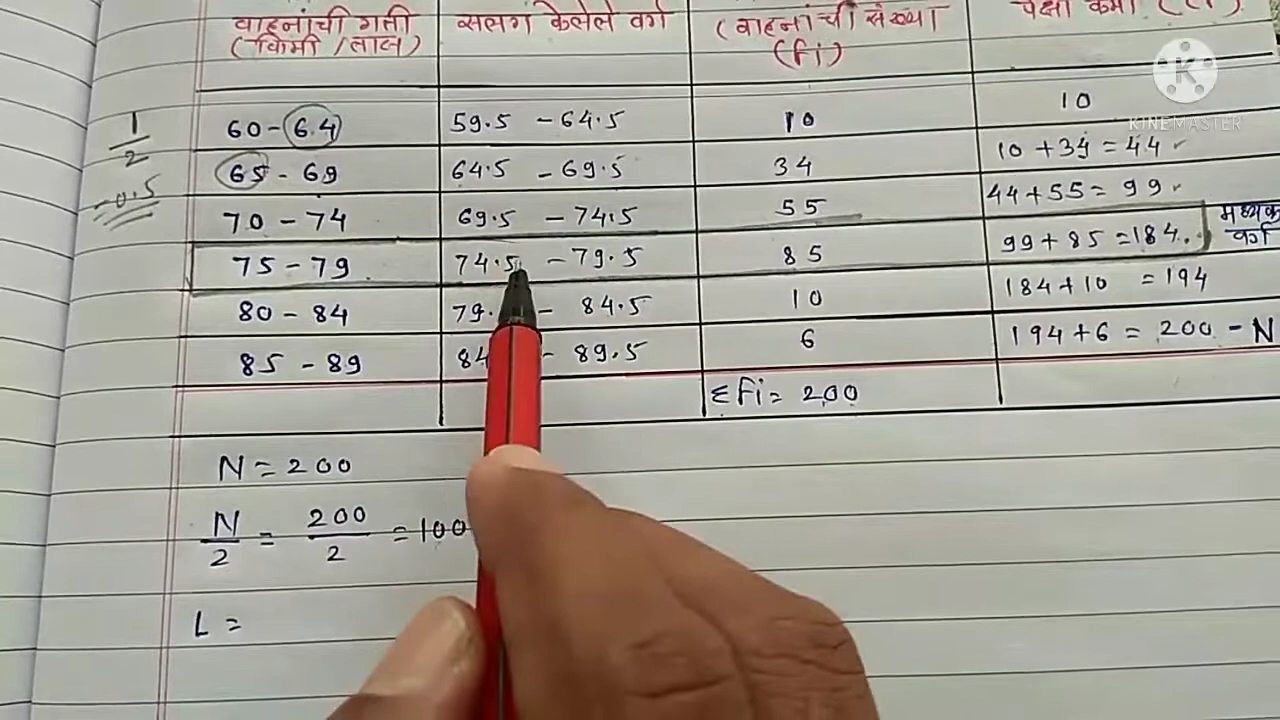 वाहनांची गती सलग केलेले वर्ग (वाहनांची संख्या पेक्षा कमी
(किमी/तास) (fi)
60-64 59.5 - 64.5 10 10
65 - 69 64.5 - 69.5 34 10 + 34 = 44
70 - 74 69.5 - 74.5 55 44 + 55 = 99
75 - 79 74.5 - 79.5 85 99 + 85 = 184. मध्यक वर्ग
80 - 84 79. - 84.5 10 184 + 10 = 194
85 - 89 84 - 89.5 6 194 + 6 = 200 - N
Σfi = 200
1/2
-0.5
N = 200
N/2 = 200/2 = 100
L =
K
KINEMASTER